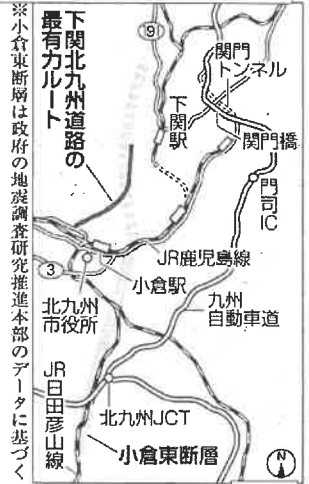 下関北九州道路の
最有力ルート
9
関門
トンネル
下関駅
関門橋
門司IC
JR鹿児島線
3
小倉駅
北九州
市役所
九州
自動車道
JR日田彦山線
北九州JCT
小倉東断層
N
※小倉東断層は政府の地震調査研究推進本部のデータに基づく